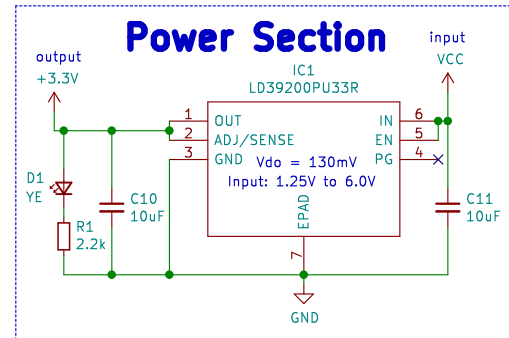 Power Section
output
input
+3.3V
VCC
IC1
LD39200PU33R
1 OUT IN 6
2 ADJ/SENSE EN 5
3 GND PG 4
Vdo = 130mV
Input: 1.25V to 6.0V
D1
YE
C10
10uF
C11
10uF
R1
2.2k
EPAD
7
GND